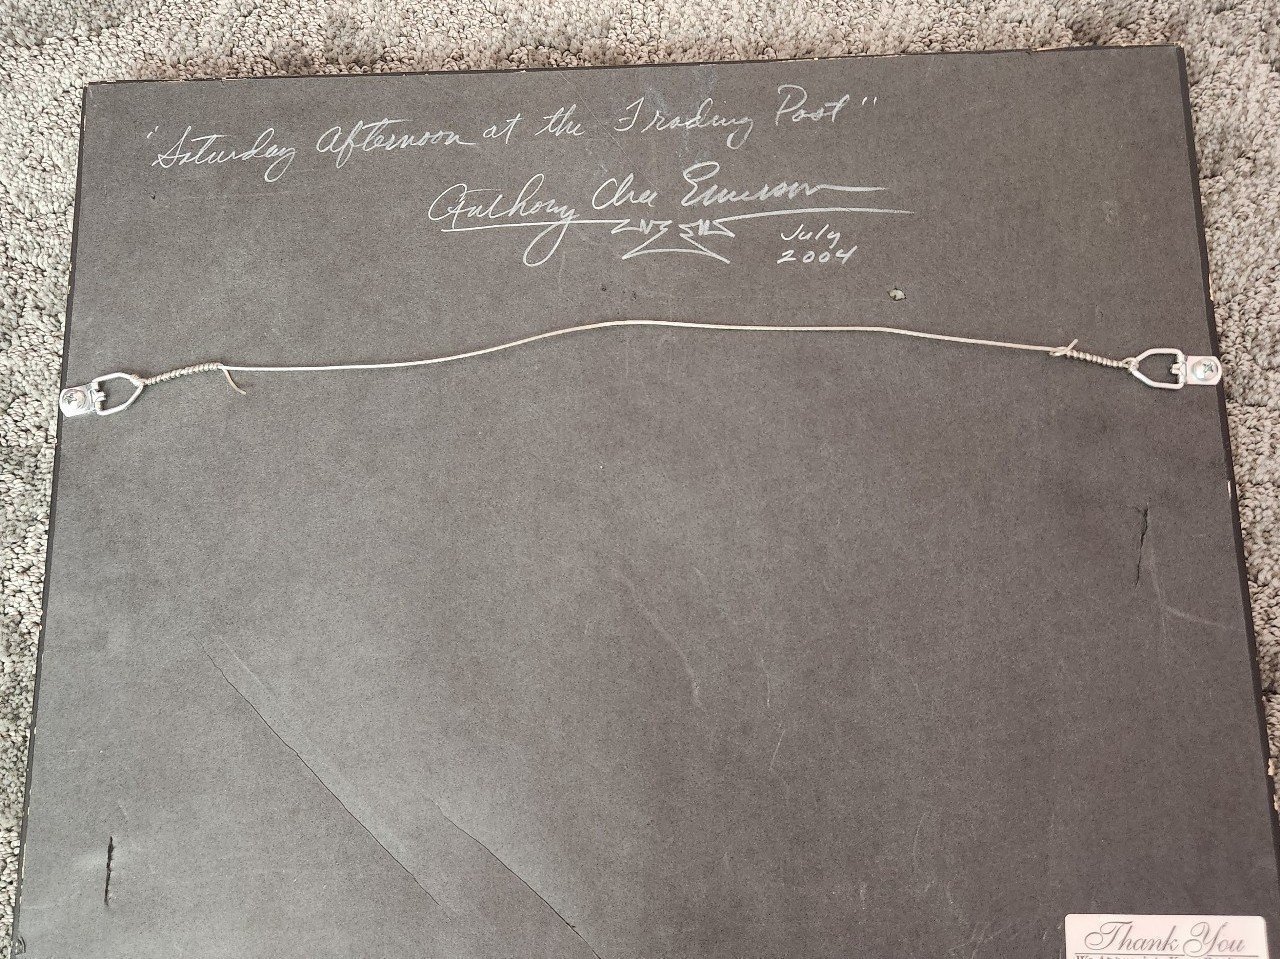 "Saturday Afternoon at the Trading Post"
Anthony Chee Emerson
July
2004
Thank You